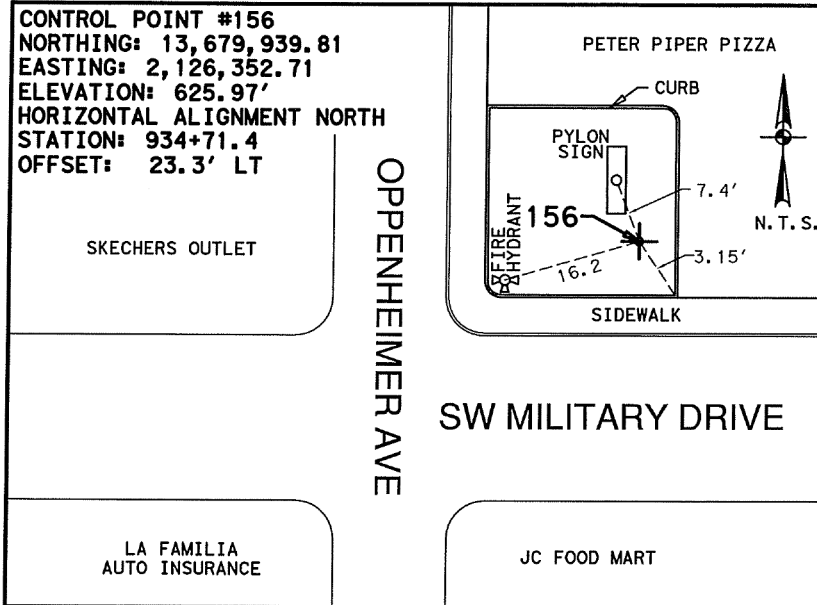 CONTROL POINT #156
NORTHING: 13,679,939.81
EASTING: 2,126,352.71
ELEVATION: 625.97'
HORIZONTAL ALIGNMENT NORTH
STATION: 934+71.4
OFFSET: 23.3' LT
PETER PIPER PIZZA
CURB
PYLON
SIGN
7.4'
N.T.S.
156
FIRE
HYDRANT
16.2
3.15'
SIDEWALK
SKECHERS OUTLET
OPPENHEIMER AVE
SW MILITARY DRIVE
LA FAMILIA
AUTO INSURANCE
JC FOOD MART